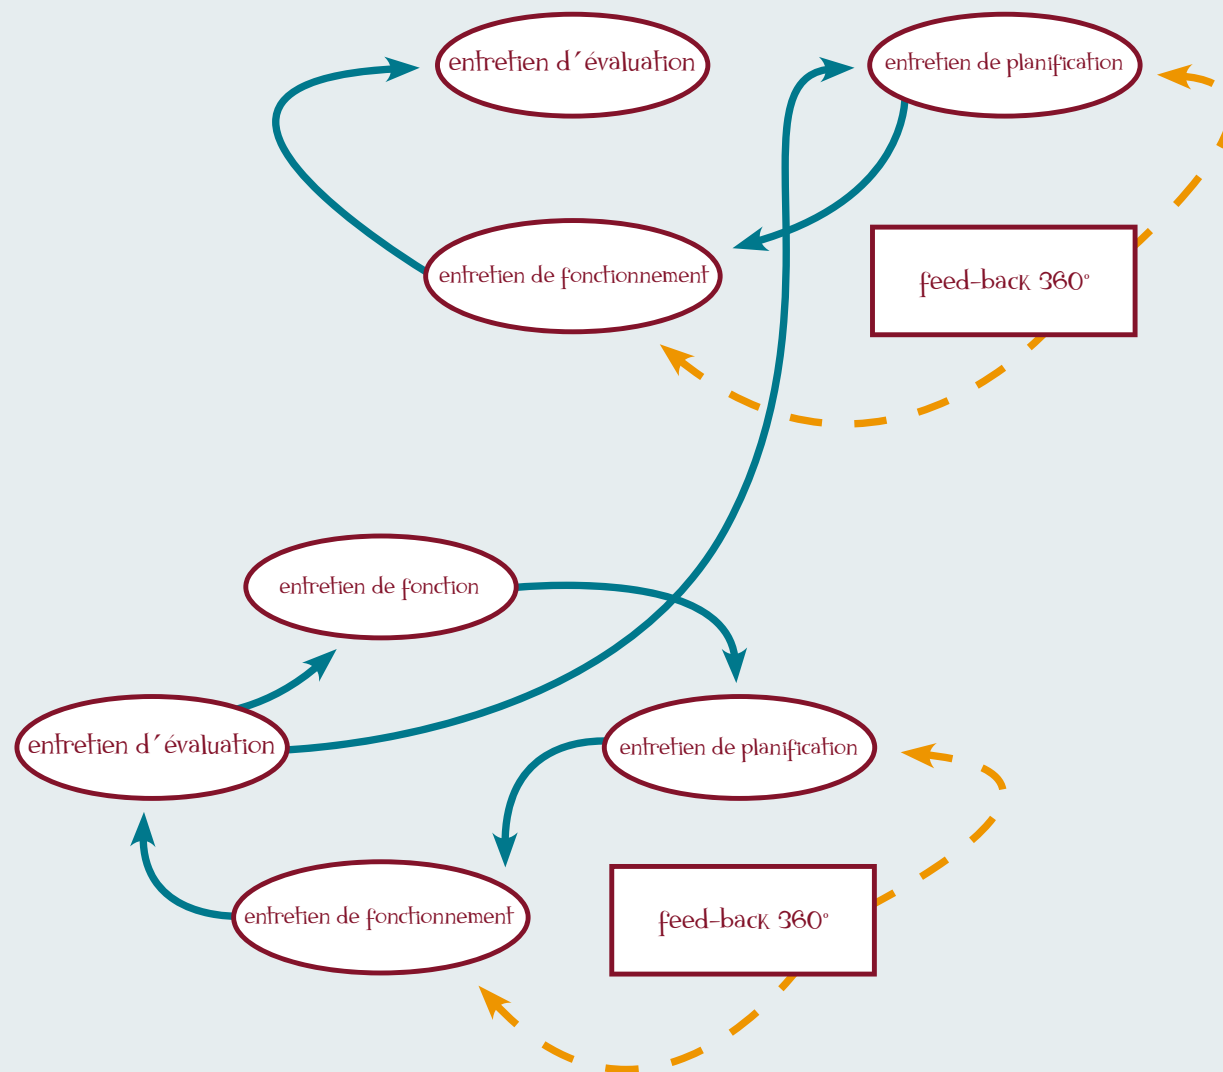 entretien d´évaluation
entretien de planification
entretien de fonctionnement
feed-back 360°
entretien de fonction
entretien d´évaluation
entretien de planification
entretien de fonctionnement
feed-back 360°